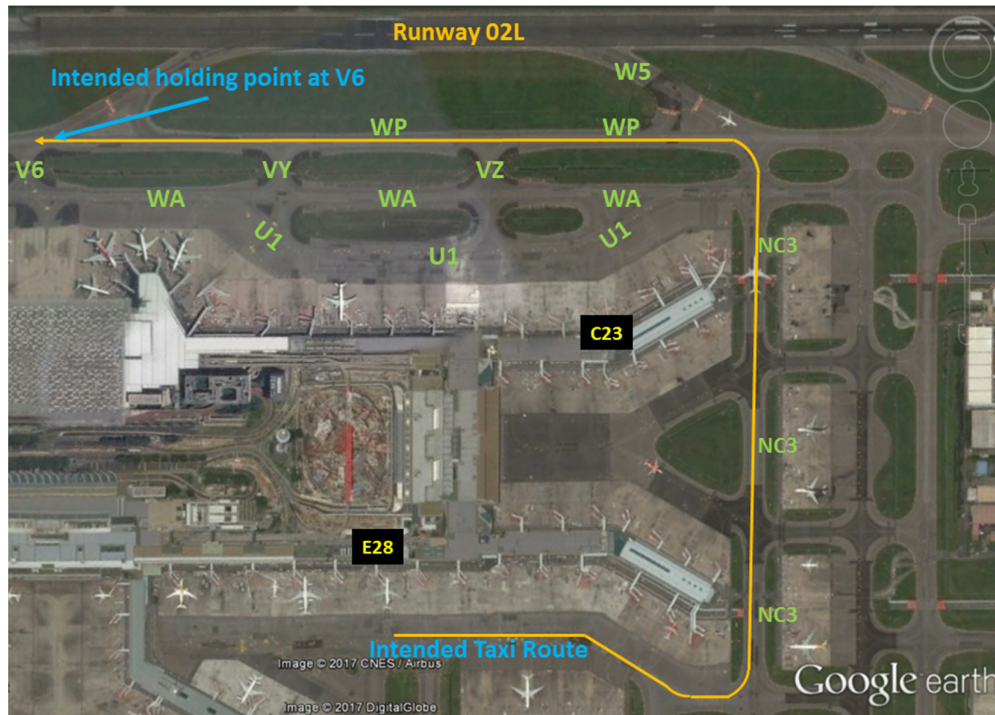 Runway 02L
Intended holding point at V6
W5
WP
WP
V6
VY
VZ
WA
WA
WA
U1
U1
U1
NC3
C23
NC3
E28
NC3
Intended Taxi Route
Image © 2017 CNES / Airbus
Google earth
Image © 2017 DigitalGlobe